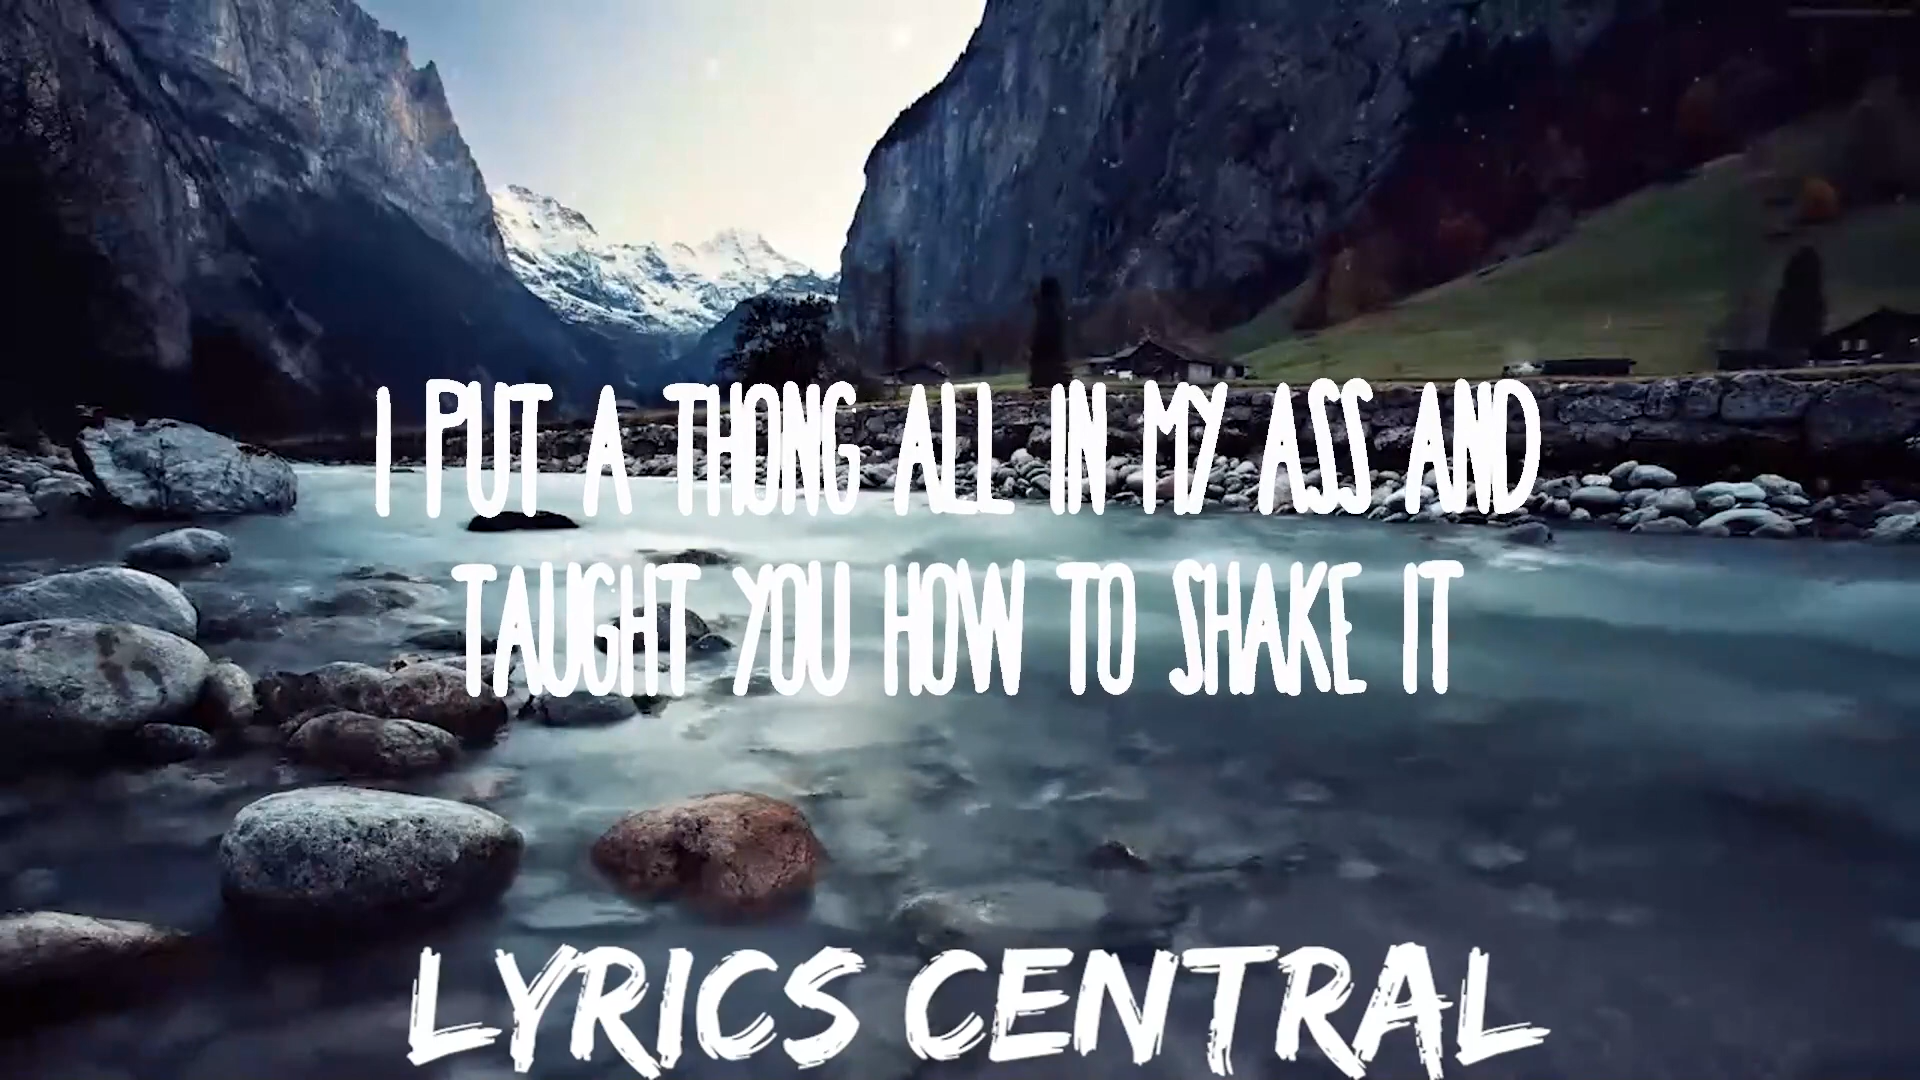 I PUT A THONG ALL IN MY ASS AND
TAUGHT YOU HOW TO SHAKE IT
LYRICS CENTRAL